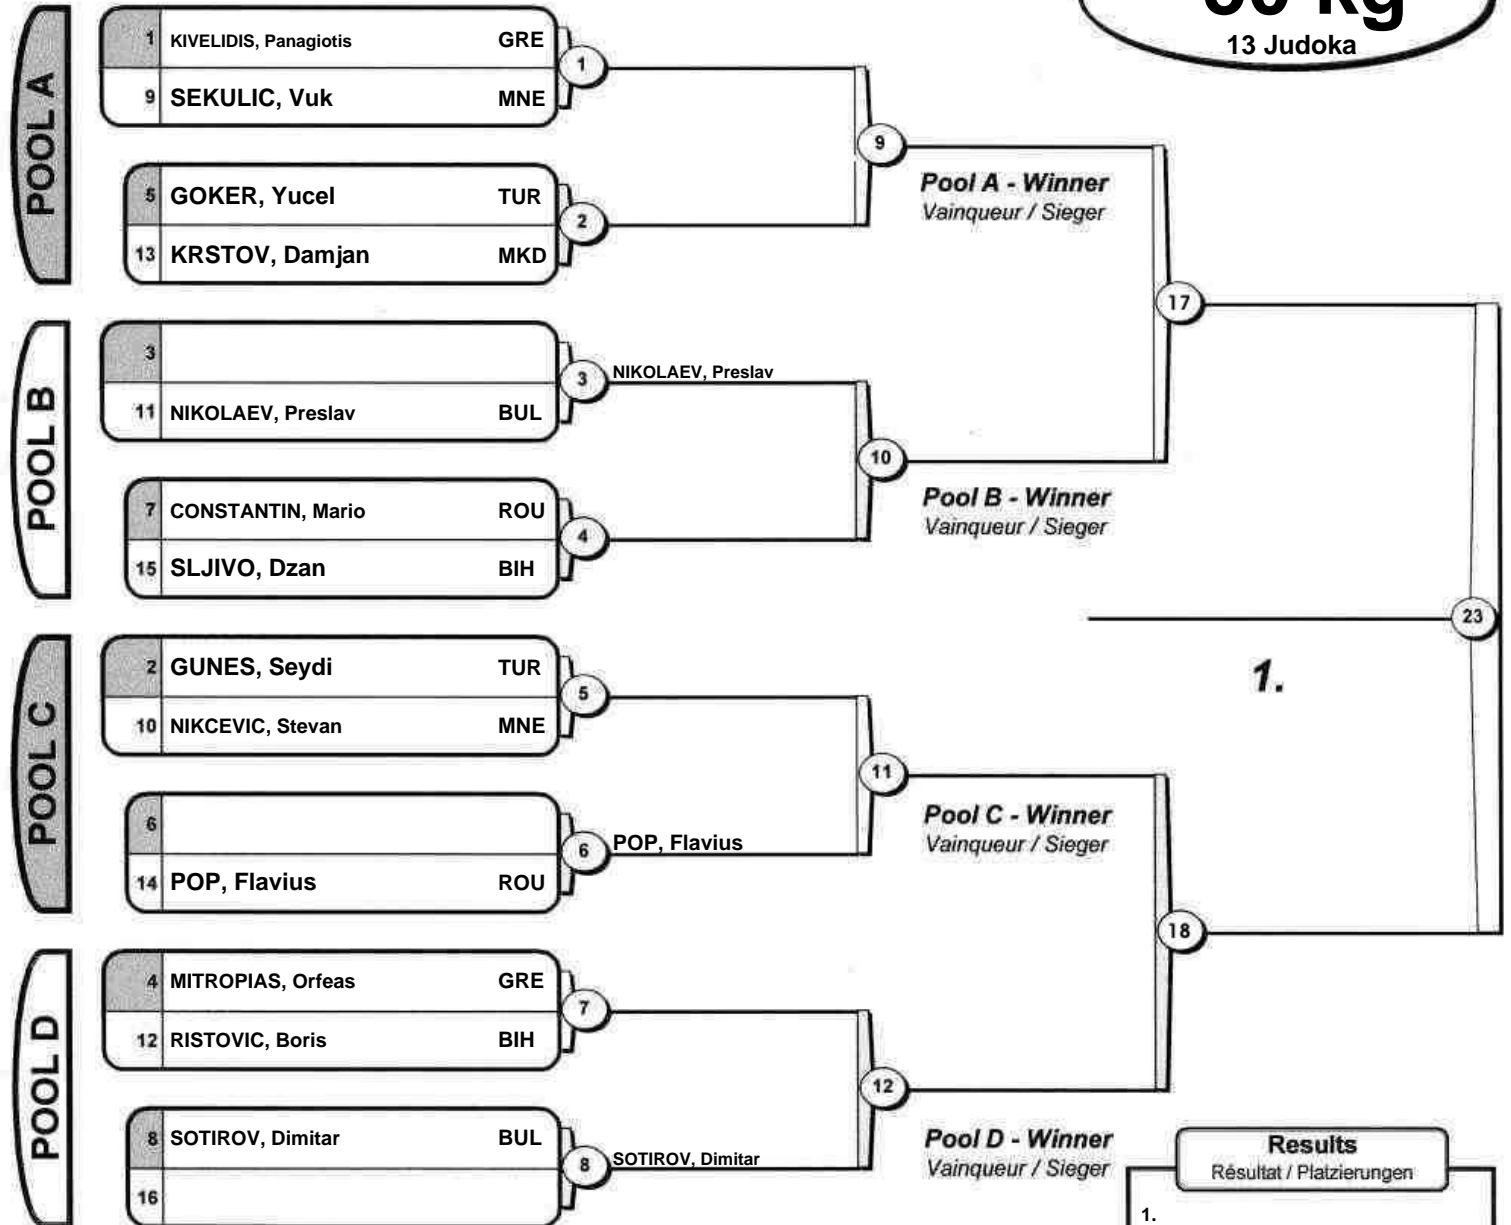 13 Judoka
POOL A
1 KIVELIDIS, Panagiotis GRE
9 SEKULIC, Vuk MNE
1
5 GOKER, Yucel TUR
13 KRSTOV, Damjan MKD
2
9
Pool A - Winner
Vainqueur / Sieger
POOL B
3
11 NIKOLAEV, Preslav BUL
3 NIKOLAEV, Preslav
7 CONSTANTIN, Mario ROU
15 SLJIVO, Dzan BIH
4
10
Pool B - Winner
Vainqueur / Sieger
17
POOL C
2 GUNES, Seydi TUR
10 NIKCEVIC, Stevan MNE
5
6
14 POP, Flavius ROU
6 POP, Flavius
11
Pool C - Winner
Vainqueur / Sieger
POOL D
4 MITROPIAS, Orfeas GRE
12 RISTOVIC, Boris BIH
7
8 SOTIROV, Dimitar BUL
16
8 SOTIROV, Dimitar
12
Pool D - Winner
Vainqueur / Sieger
18
23
1.
Results
Résultat / Platzierungen
1.